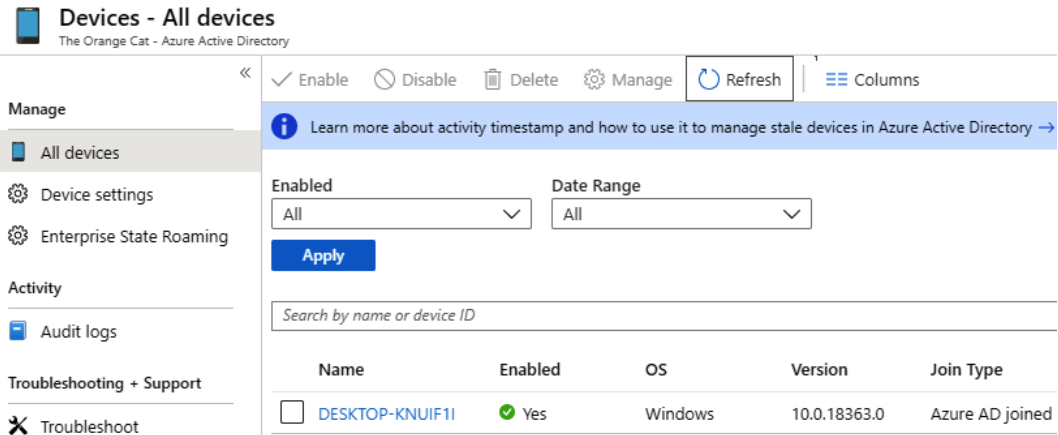 Devices - All devices
The Orange Cat - Azure Active Directory
«
Manage
All devices
Device settings
Enterprise State Roaming
Activity
Audit logs
Troubleshooting + Support
Troubleshoot
Enable Disable Delete Manage Refresh Columns
Learn more about activity timestamp and how to use it to manage stale devices in Azure Active Directory →
Enabled Date Range
All All
Apply
Search by name or device ID
Name Enabled OS Version Join Type
DESKTOP-KNUIF1I Yes Windows 10.0.18363.0 Azure AD joined